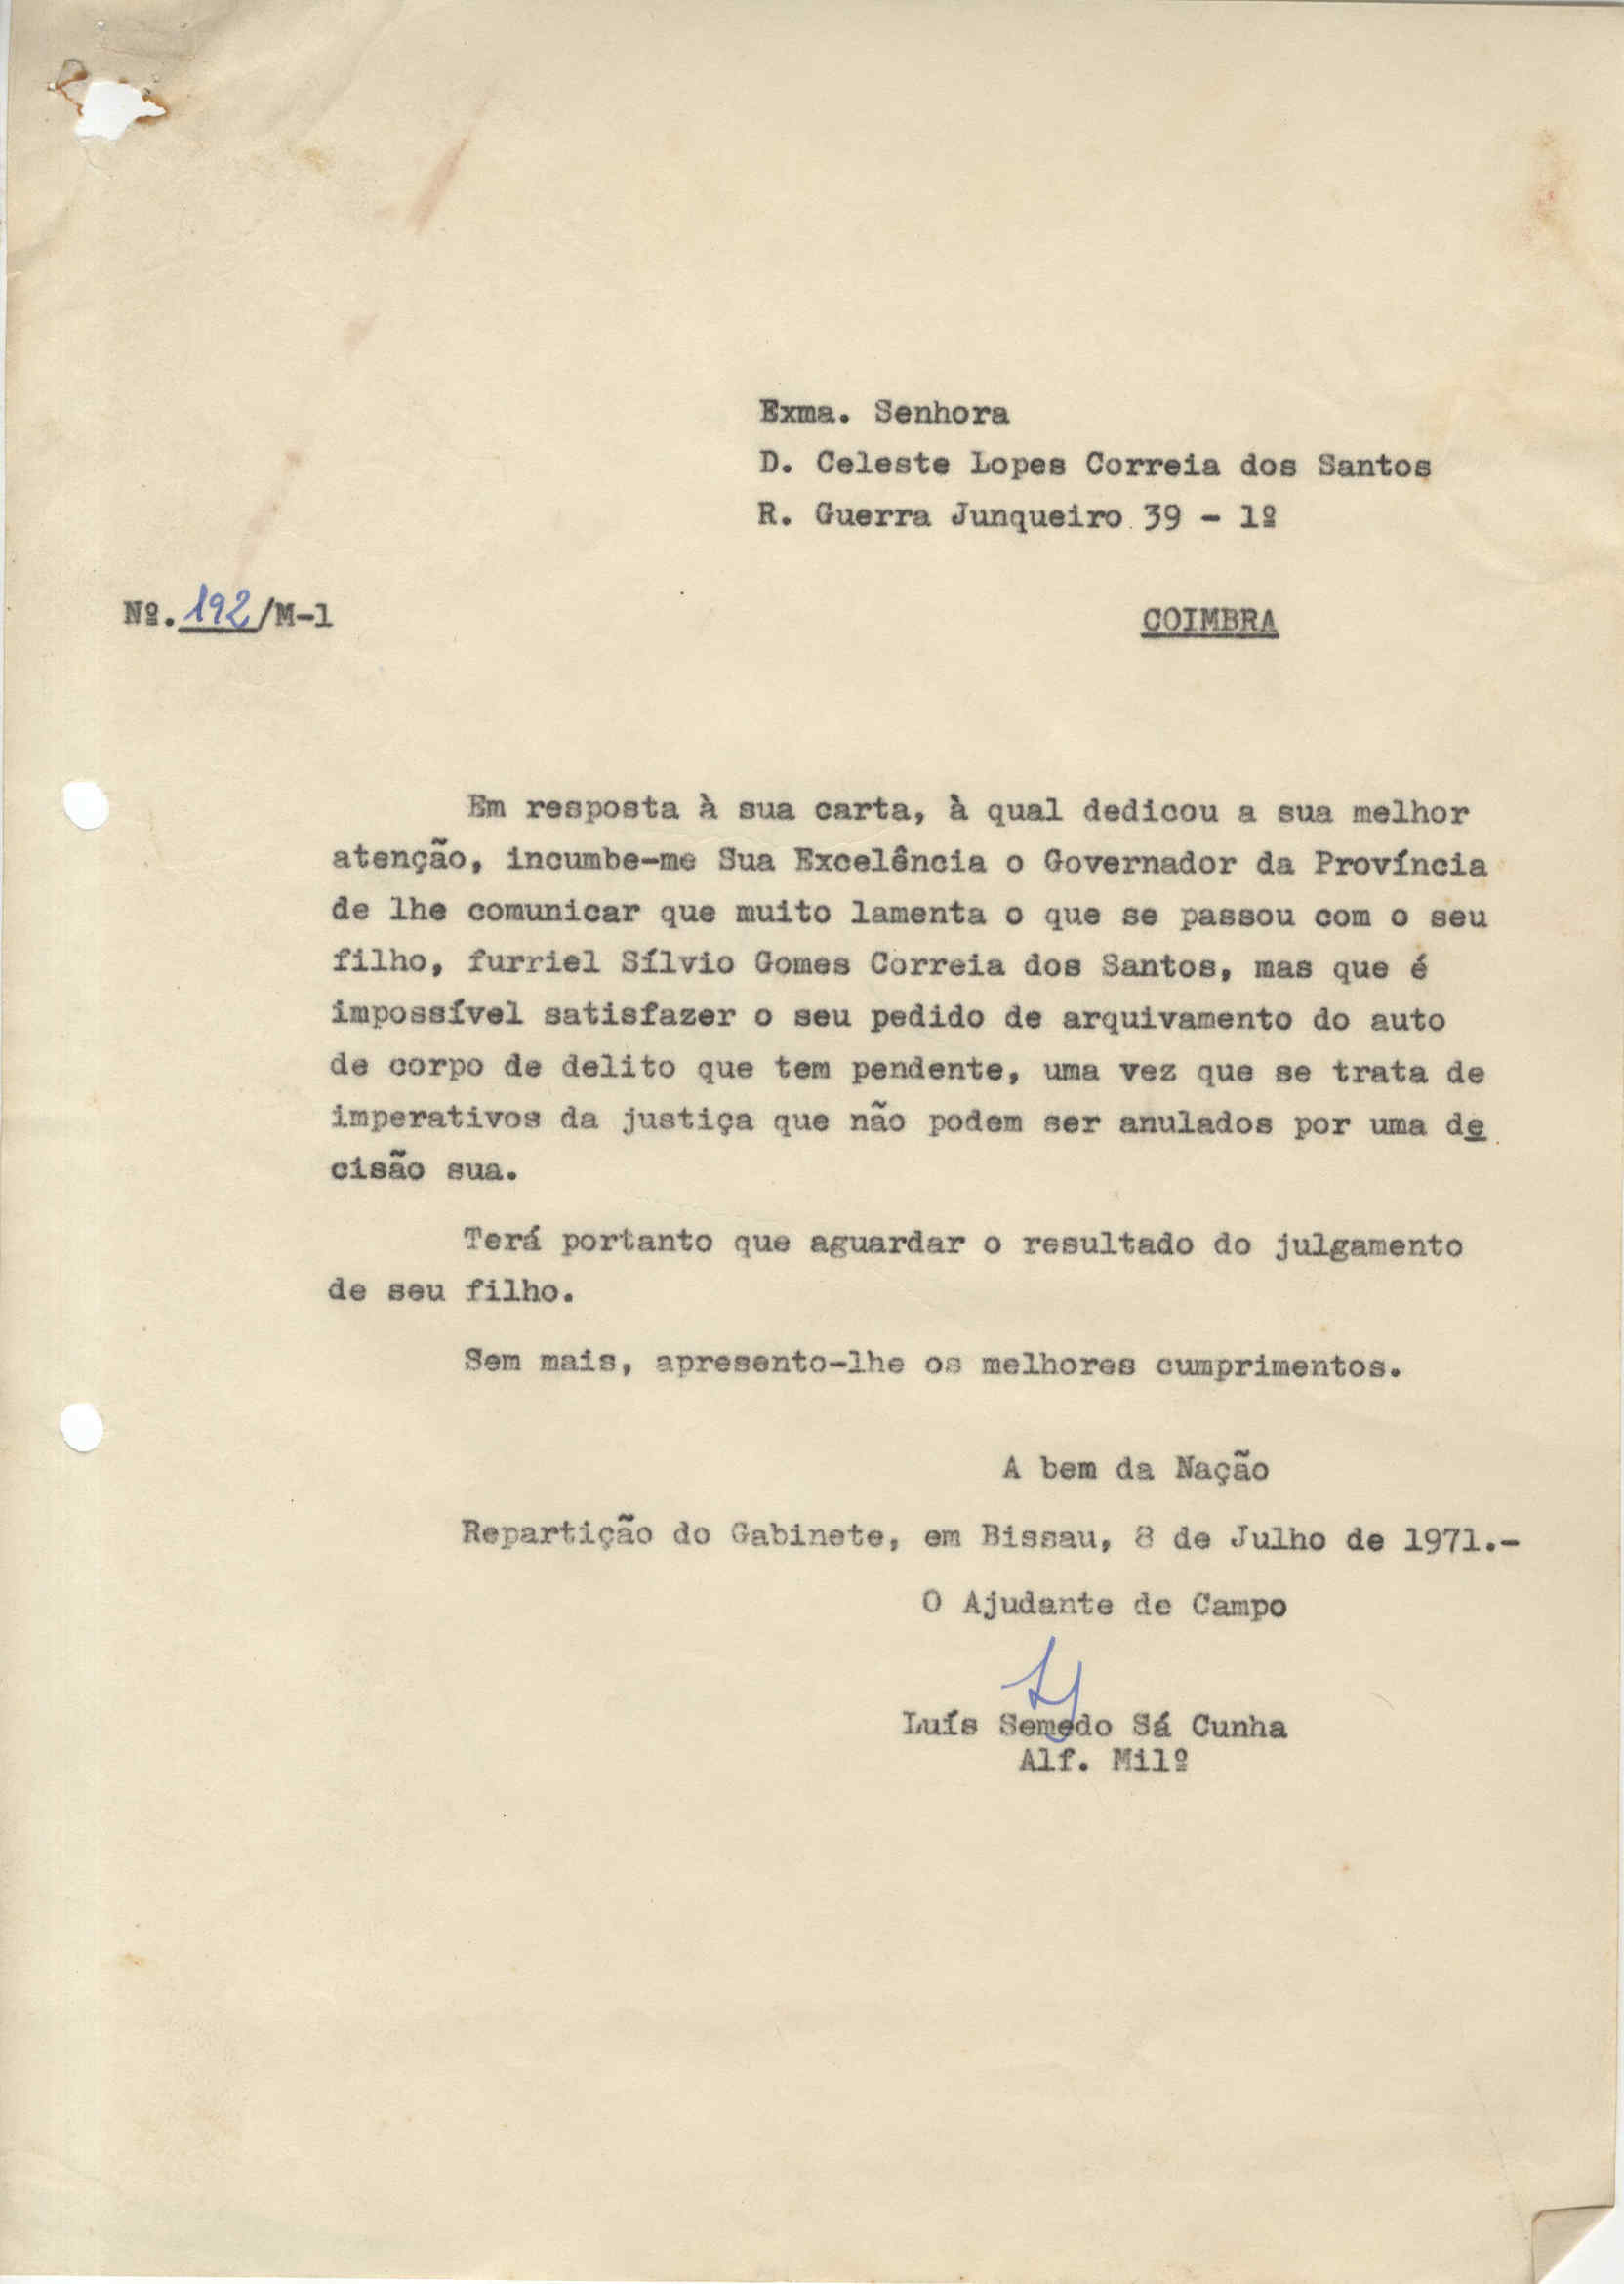 Exma. Senhora
D. Celeste Lopes Correia dos Santos
R. Guerra Junqueiro 39 - 1º
Nº. 192/M-1
COIMBRA
Em resposta à sua carta, à qual dedicou a sua melhor
atenção, incumbe-me Sua Excelência o Governador da Província
de lhe comunicar que muito lamenta o que se passou com o seu
filho, furriel Sílvio Gomes Correia dos Santos, mas que é
impossível satisfazer o seu pedido de arquivamento do auto
de corpo de delito que tem pendente, uma vez que se trata de
imperativos da justiça que não podem ser anulados por uma de
cisão sua.
Terá portanto que aguardar o resultado do julgamento
de seu filho.
Sem mais, apresento-lhe os melhores cumprimentos.
A bem da Nação
Repartição do Gabinete, em Bissau, 8 de Julho de 1971.-
O Ajudante de Campo
Luís Semedo Sá Cunha
Alf. Milº